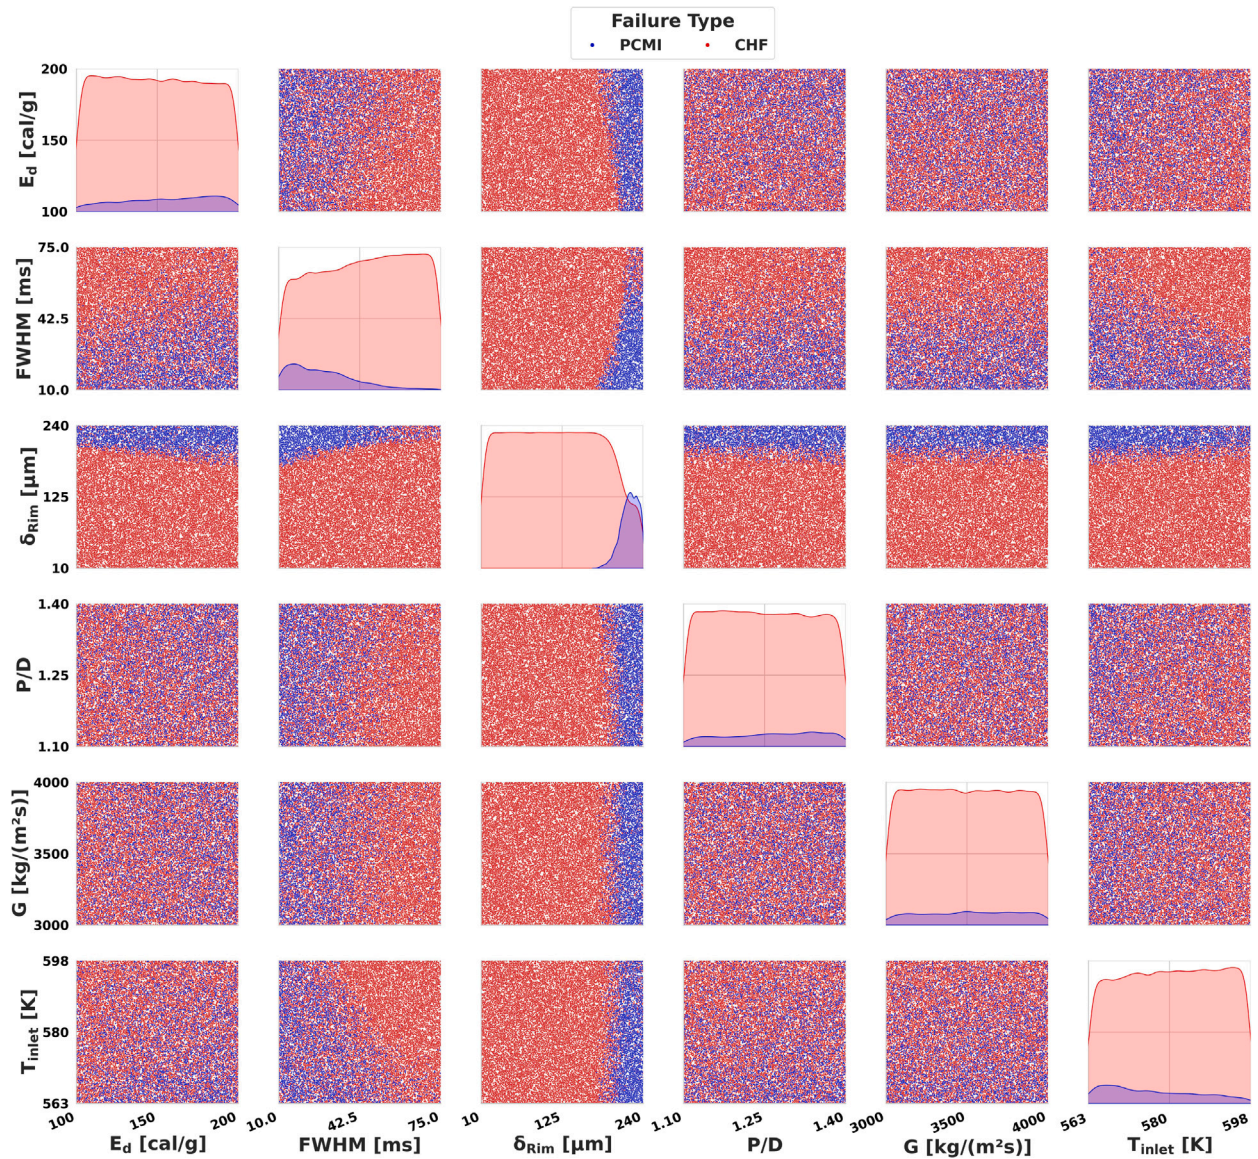 Failure Type
PCMI CHF
E_d [cal/g]
200
150
100
FWHM [ms]
75.0
42.5
10.0
δ_Rim [μm]
240
125
10
P/D
1.40
1.25
1.10
G [kg/(m²s)]
4000
3500
3000
T_inlet [K]
598
580
563
100 150 200 10.0 42.5 75.0 10 125 240 1.10 1.25 1.40 3000 3500 4000 563 580 598
E_d [cal/g] FWHM [ms] δ_Rim [μm] P/D G [kg/(m²s)] T_inlet [K]